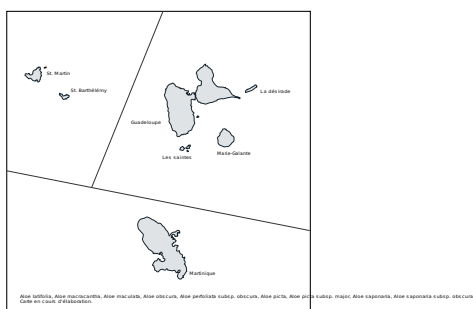 St. Martin
St. Barthélémy
La désirade
Guadeloupe
Les saintes
Marie-Galante
Martinique
Aloe latifolia, Aloe macracantha, Aloe maculata, Aloe obscura, Aloe perfoliata subsp. obscura, Aloe picta, Aloe picta subsp. major, Aloe saponaria, Aloe saponaria subsp. obscura
Carte en cours d'élaboration.